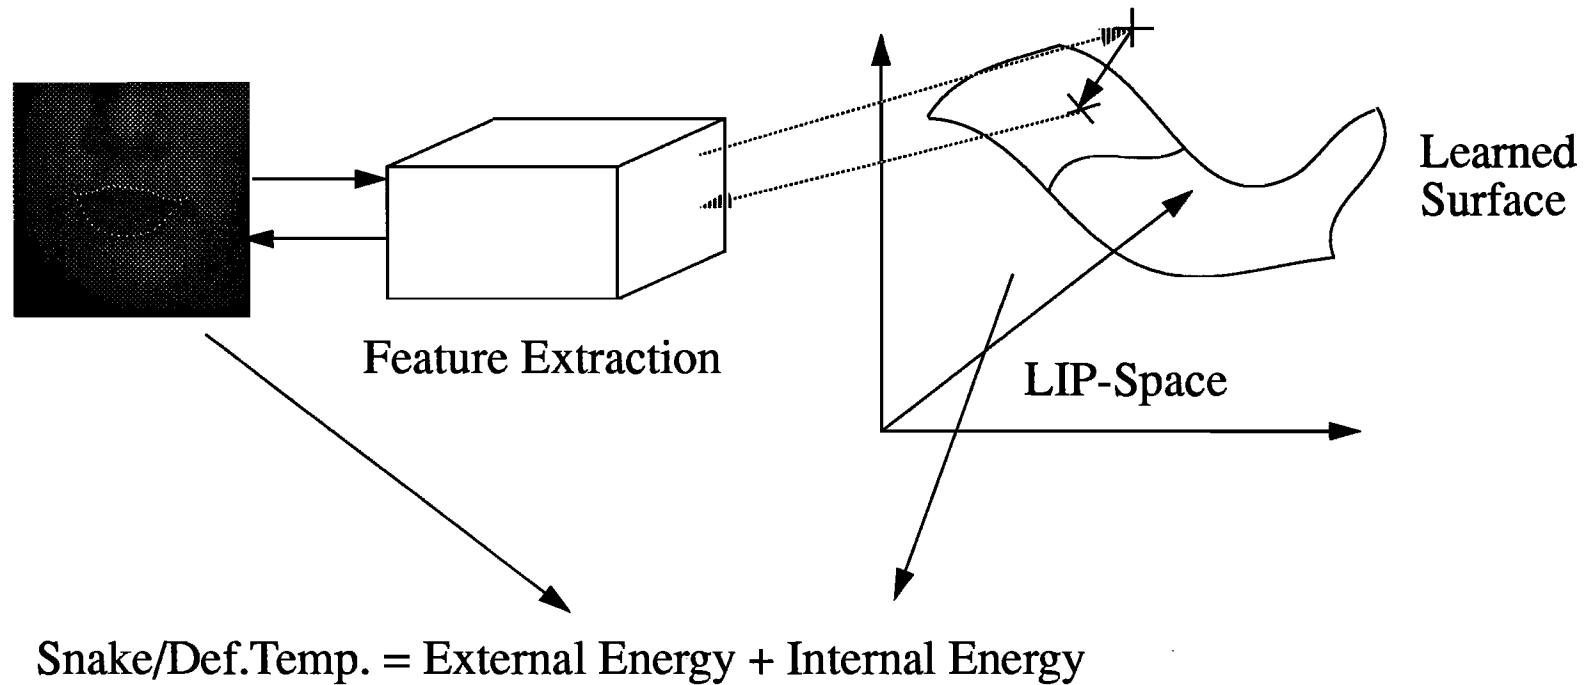 Learned
Surface
Feature Extraction
LIP-Space
Snake/Def.Temp. = External Energy + Internal Energy